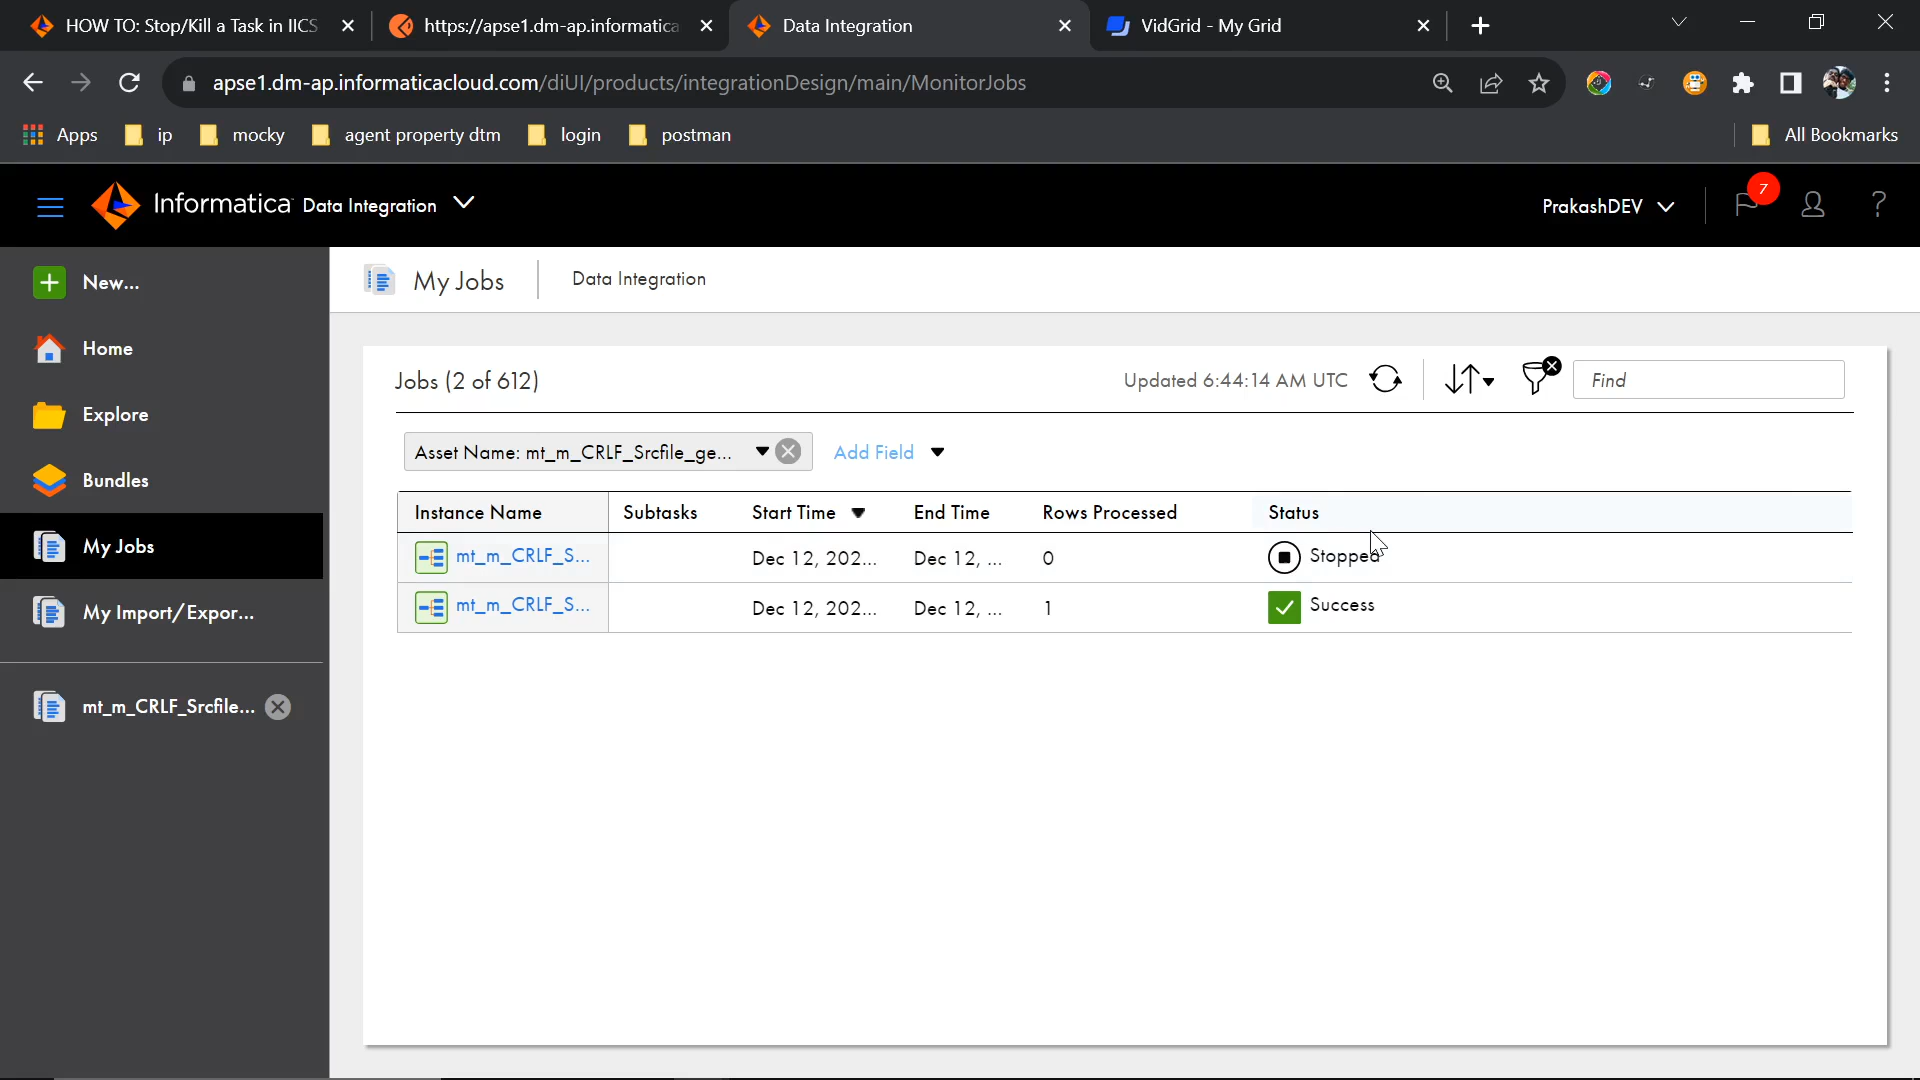 HOW TO: Stop/Kill a Task in IICS
https://apse1.dm-ap.informatica
Data Integration
VidGrid - My Grid
apse1.dm-ap.informaticacloud.com/diUI/products/integrationDesign/main/MonitorJobs
Apps
ip
mocky
agent property dtm
login
postman
All Bookmarks
Informatica Data Integration
PrakashDEV
7
?
New...
Home
Explore
Bundles
My Jobs
My Import/Expor...
mt_m_CRLF_Srcfile...
My Jobs
Data Integration
Jobs (2 of 612)
Updated 6:44:14 AM UTC
Find
Asset Name: mt_m_CRLF_Srcfile_ge...
Add Field
Instance Name Subtasks Start Time End Time Rows Processed Status
mt_m_CRLF_S... Dec 12, 202... Dec 12, ... 0 Stopped
mt_m_CRLF_S... Dec 12, 202... Dec 12, ... 1 Success